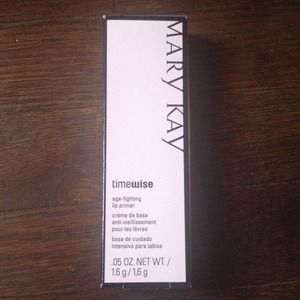 MARY KAY
timewise
age-fighting
lip primer
crème de base
anti-vieillissement
pour les lèvres
base de cuidado
intensivo para labios
.05 OZ. NET WT. /
1.6 g / 1,6 g